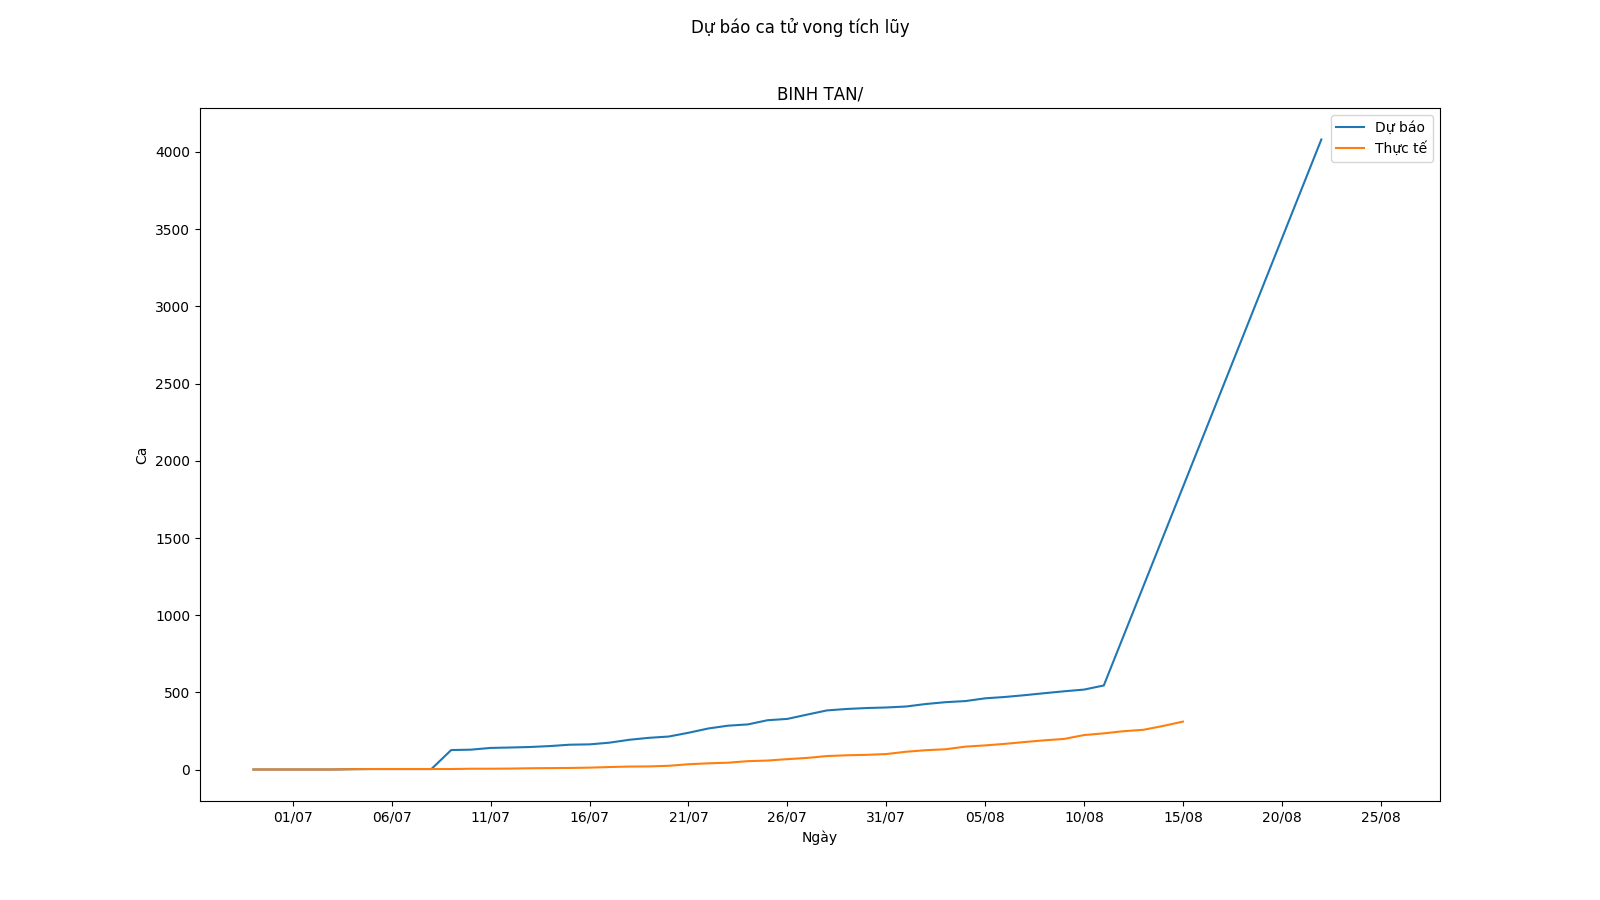 Dự báo ca tử vong tích lũy
BINH TAN/
Dự báo
Thực tế
4000
3500
3000
2500
2000
1500
1000
500
0
Ca
01/07 06/07 11/07 16/07 21/07 26/07 31/07 05/08 10/08 15/08 20/08 25/08
Ngày